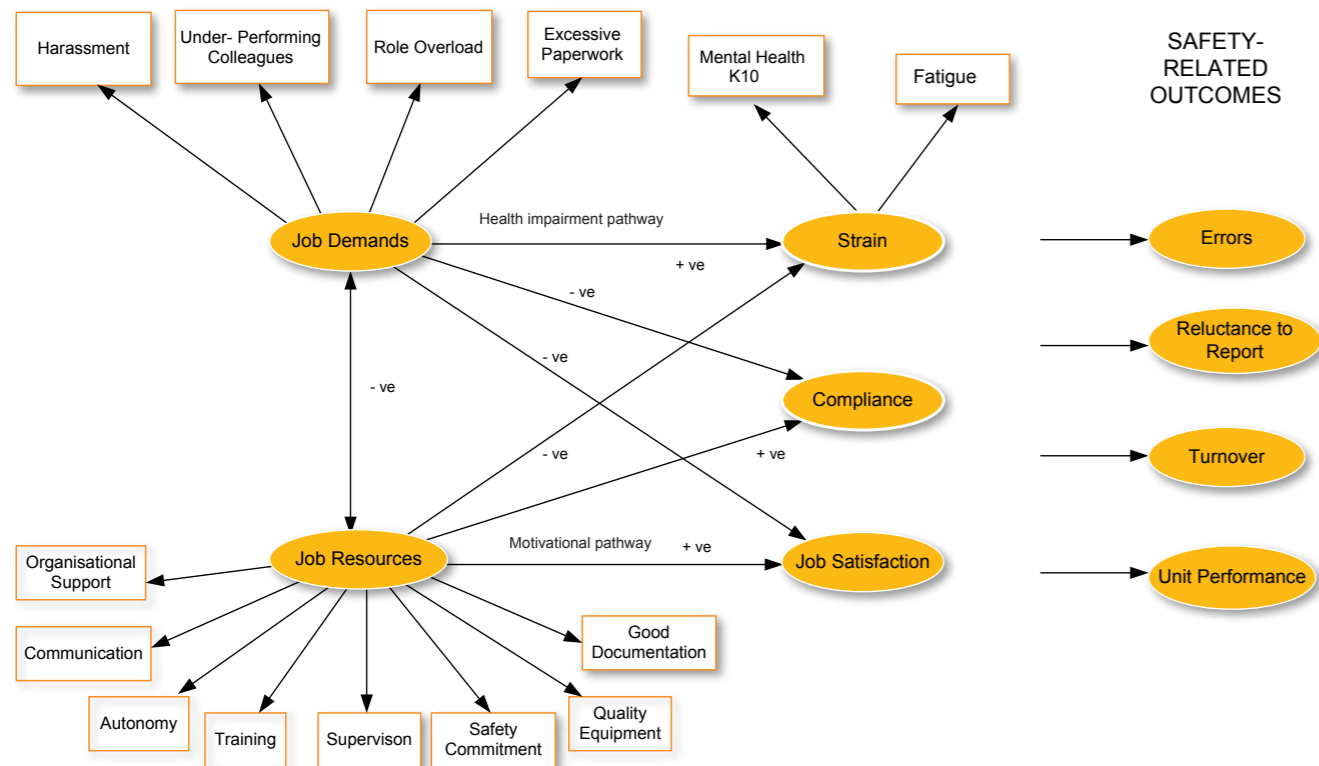 Harassment
Under- Performing
Colleagues
Role Overload
Excessive
Paperwork
Mental Health
K10
Fatigue
SAFETY-
RELATED
OUTCOMES
Job Demands
Health impairment pathway
+ ve
Strain
Errors
- ve
Reluctance to
Report
- ve
- ve
Compliance
- ve
+ ve
Turnover
Job Resources
Motivational pathway
+ ve
Job Satisfaction
Unit Performance
Organisational
Support
Communication
Autonomy
Training
Supervison
Safety
Commitment
Quality
Equipment
Good
Documentation